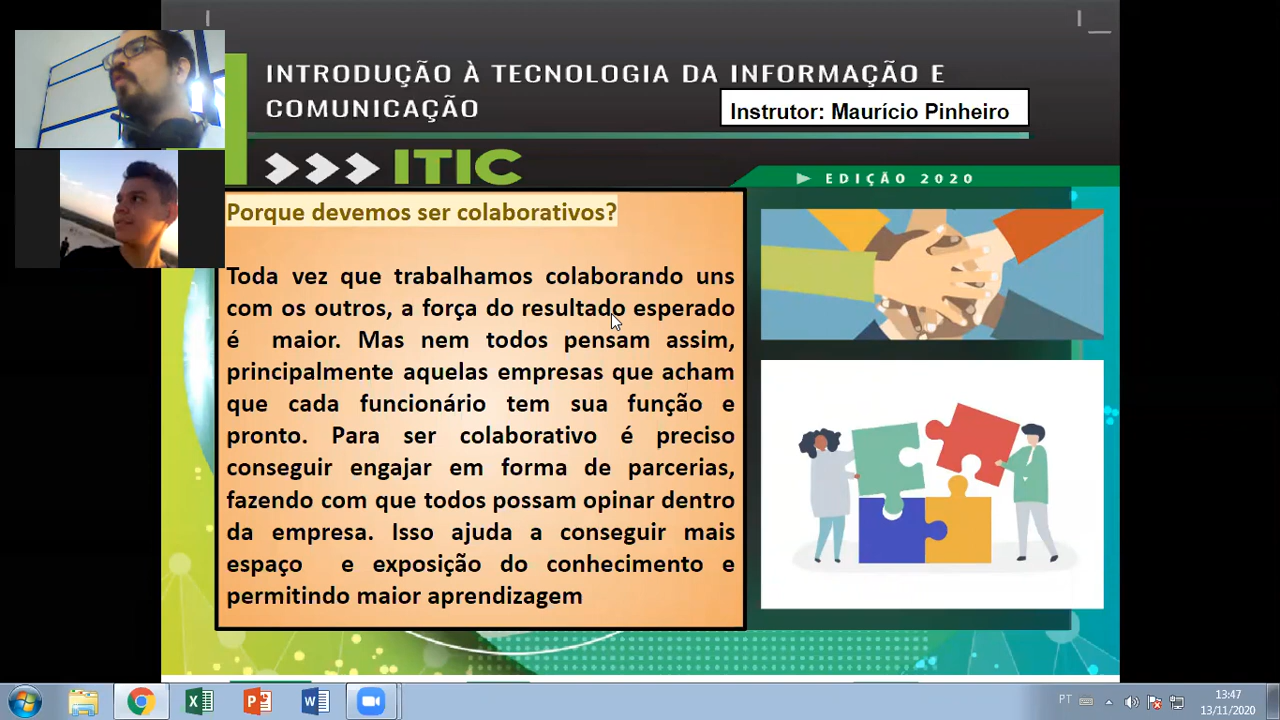 INTRODUÇÃO À TECNOLOGIA DA INFORMAÇÃO E
COMUNICAÇÃO
Instrutor: Maurício Pinheiro
ITIC
EDIÇÃO 2020
Porque devemos ser colaborativos?
Toda vez que trabalhamos colaborando uns
com os outros, a força do resultado esperado
é maior. Mas nem todos pensam assim,
principalmente aquelas empresas que acham
que cada funcionário tem sua função e
pronto. Para ser colaborativo é preciso
conseguir engajar em forma de parcerias,
fazendo com que todos possam opinar dentro
da empresa. Isso ajuda a conseguir mais
espaço e exposição do conhecimento e
permitindo maior aprendizagem
PT
13:47
13/11/2020